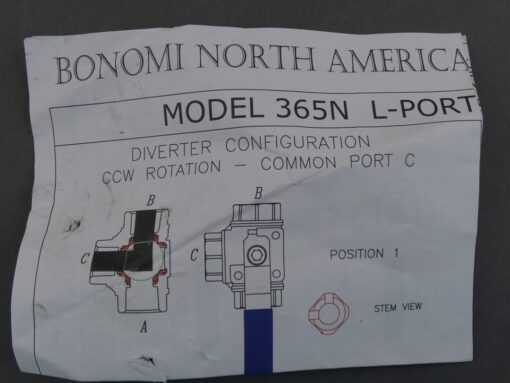 BONOMI NORTH AMERICA
MODEL 365N L-PORT
DIVERTER CONFIGURATION
CCW ROTATION – COMMON PORT C
B
B
C
C
POSITION 1
STEM VIEW
A